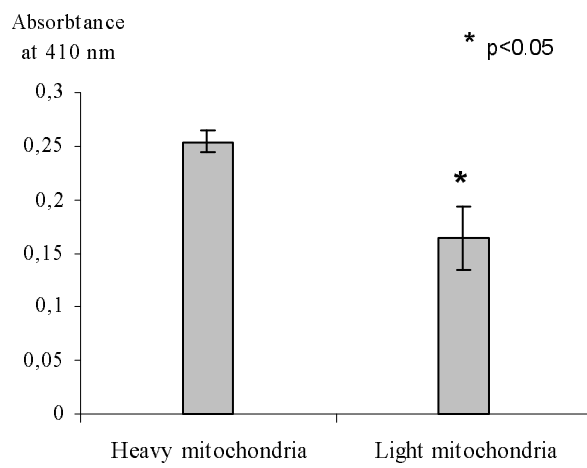 Absorbtance
at 410 nm
* p<0.05
0,3
0,25
0,2
0,15
0,1
0,05
0
*
Heavy mitochondria
Light mitochondria